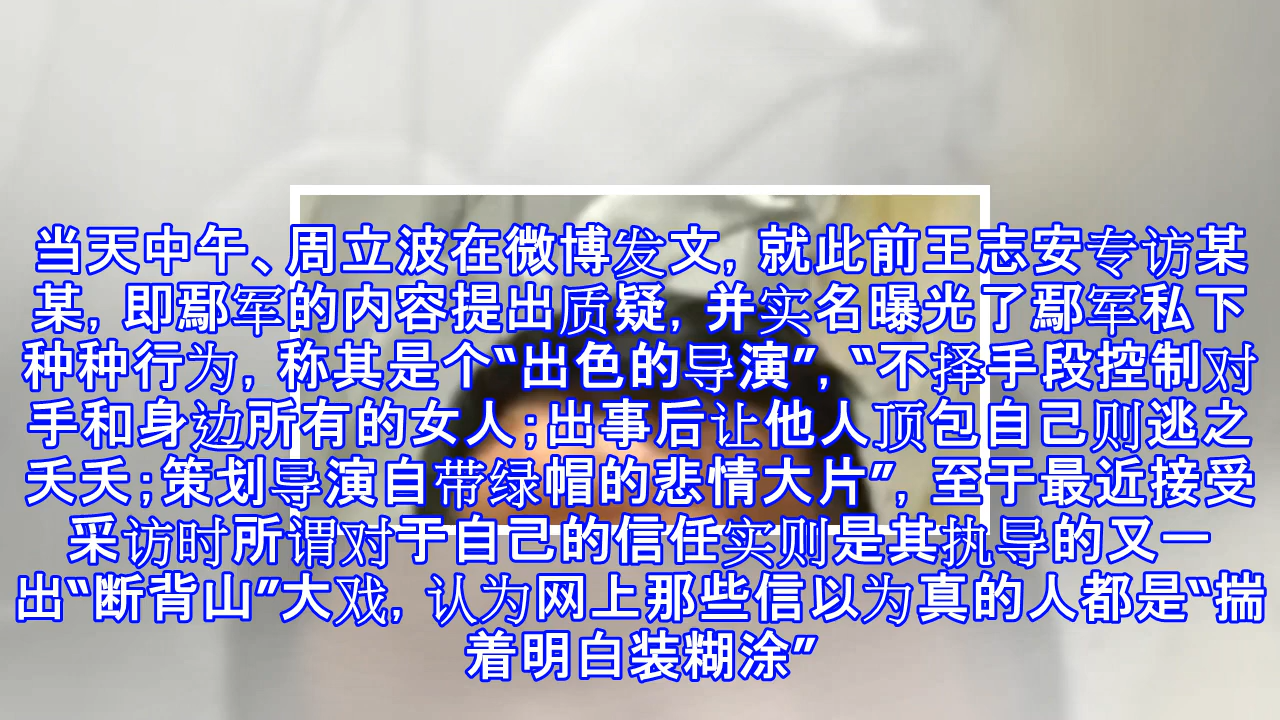 当天中午、周立波在微博发文, 就此前王志安专访某
某, 即鄢军的内容提出质疑, 并实名曝光了鄢军私下
种种行为, 称其是个“出色的导演”, “不择手段控制对
手和身边所有的女人;出事后让他人顶包自己则逃之
夭夭;策划导演自带绿帽的悲情大片”, 至于最近接受
采访时所谓对于自己的信任实则是其执导的又一
出“断背山”大戏, 认为网上那些信以为真的人都是“揣
着明白装糊涂”